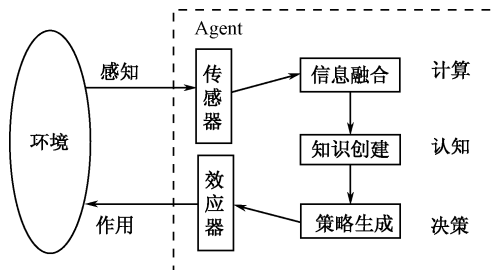 Agent
感知
传感器
信息融合
计算
环境
知识创建
认知
效应器
作用
策略生成
决策